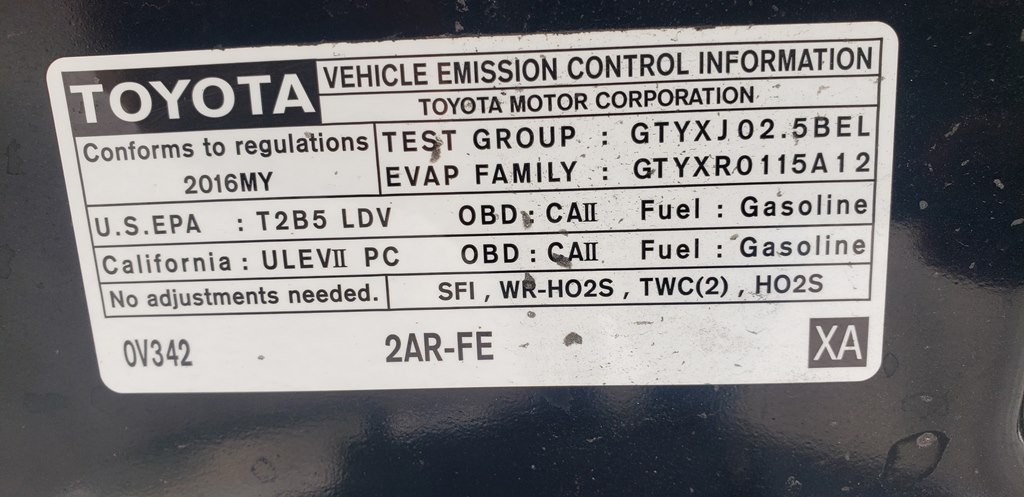 TOYOTA VEHICLE EMISSION CONTROL INFORMATION
TOYOTA MOTOR CORPORATION
Conforms to regulations
2016MY
TEST GROUP : GTYXJ02.5BEL
EVAP FAMILY : GTYXR0115A12
U.S.EPA : T2B5 LDV OBD : CAII Fuel : Gasoline
California : ULEVII PC OBD : CAII Fuel : Gasoline
No adjustments needed. SFI , WR-HO2S , TWC(2) , HO2S
0V342 2AR-FE XA